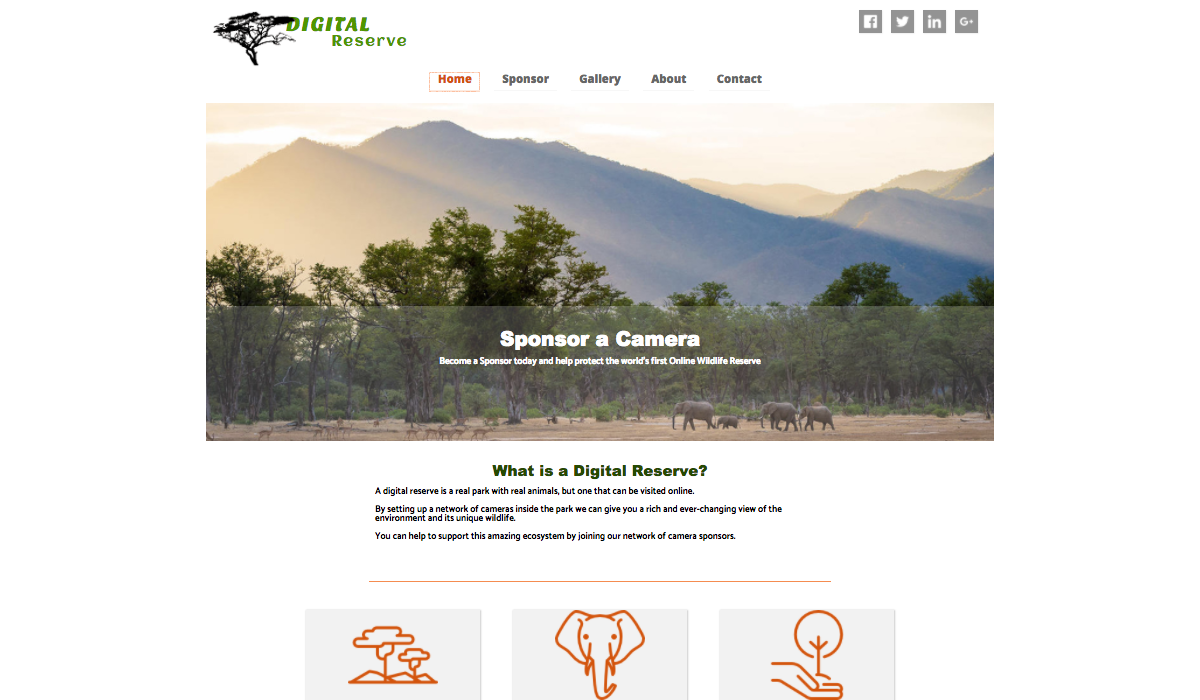 DIGITAL
Reserve
Home Sponsor Gallery About Contact
Sponsor a Camera
Become a Sponsor today and help protect the world's first Online Wildlife Reserve
What is a Digital Reserve?
A digital reserve is a real park with real animals, but one that can be visited online.
By setting up a network of cameras inside the park we can give you a rich and ever-changing view of the
environment and its unique wildlife.
You can help to support this amazing ecosystem by joining our network of camera sponsors.